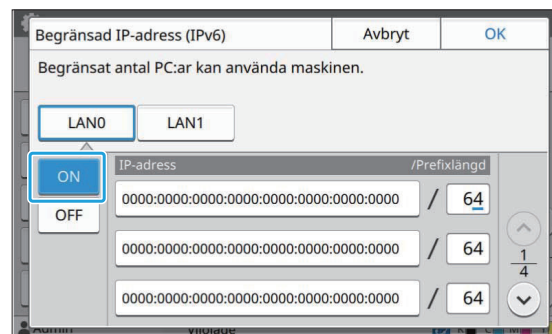 Begränsad IP-adress (IPv6) Avbryt OK
Begränsat antal PC:ar kan använda maskinen.
LAN0 LAN1
IP-adress /Prefixlängd
ON
0000:0000:0000:0000:0000:0000:0000:0000 / 64
OFF
0000:0000:0000:0000:0000:0000:0000:0000 / 64
1
4
0000:0000:0000:0000:0000:0000:0000:0000 / 64
Admin Viloläge